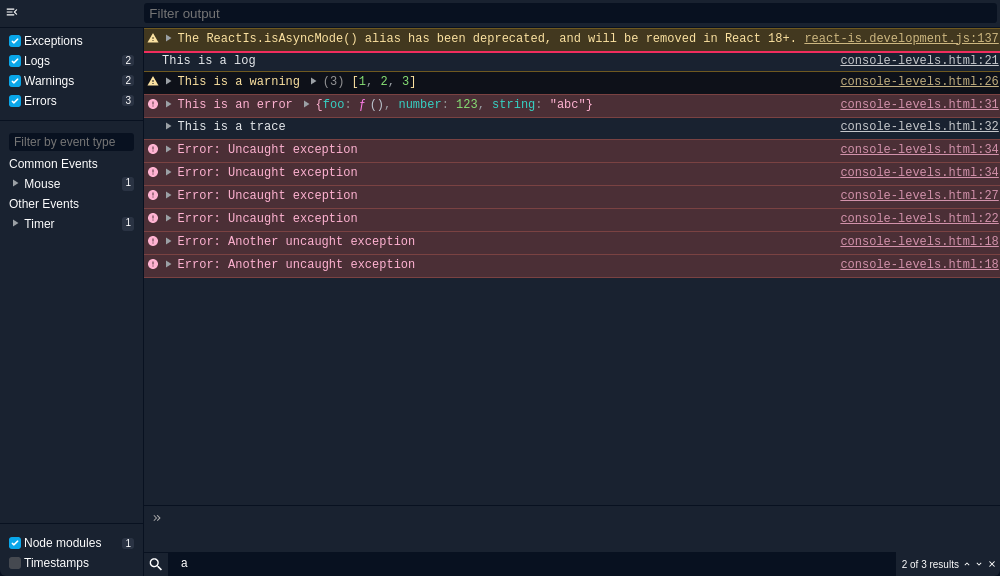 Filter output
Exceptions
Logs 2
Warnings 2
Errors 3
Filter by event type
Common Events
Mouse 1
Other Events
Timer 1
Node modules 1
Timestamps
The ReactIs.isAsyncMode() alias has been deprecated, and will be removed in React 18+. react-is.development.js:137
This is a log console-levels.html:21
This is a warning (3) [1, 2, 3] console-levels.html:26
This is an error {foo: ƒ (), number: 123, string: "abc"} console-levels.html:31
This is a trace console-levels.html:32
Error: Uncaught exception console-levels.html:34
Error: Uncaught exception console-levels.html:34
Error: Uncaught exception console-levels.html:27
Error: Uncaught exception console-levels.html:22
Error: Another uncaught exception console-levels.html:18
Error: Another uncaught exception console-levels.html:18
»
a 2 of 3 results